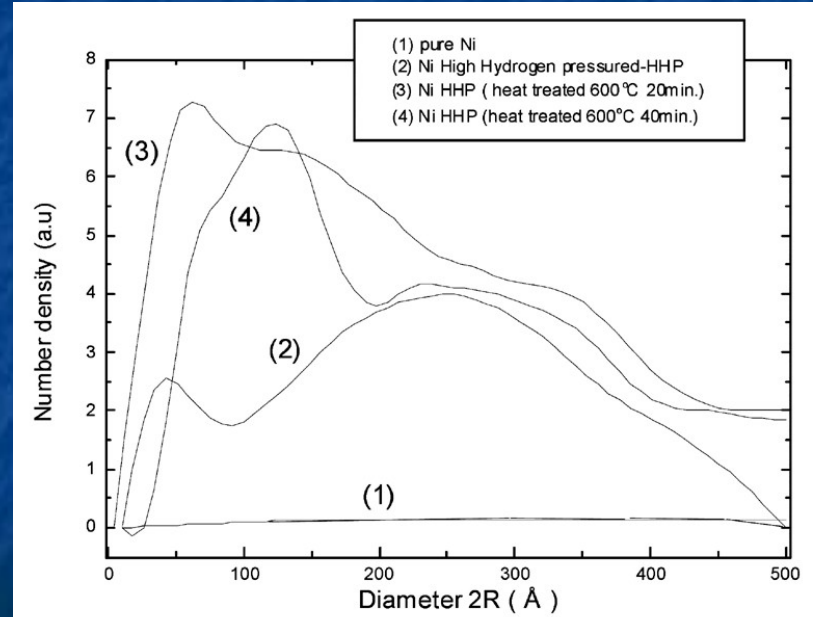 (1) pure Ni
(2) Ni High Hydrogen pressured-HHP
(3) Ni HHP ( heat treated 600°C 20min.)
(4) Ni HHP (heat treated 600°C 40min.)
8
7
6
5
4
3
2
1
0
Number density (a.u)
(3)
(4)
(2)
(1)
0 100 200 300 400 500
Diameter 2R ( Å )